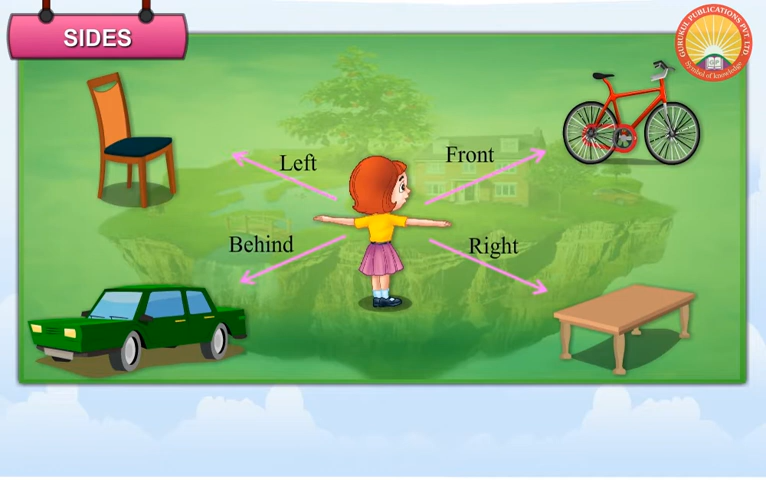 SIDES
GURUKUL PUBLICATIONS PVT. LTD
Symbol of knowledge
Left
Front
Behind
Right